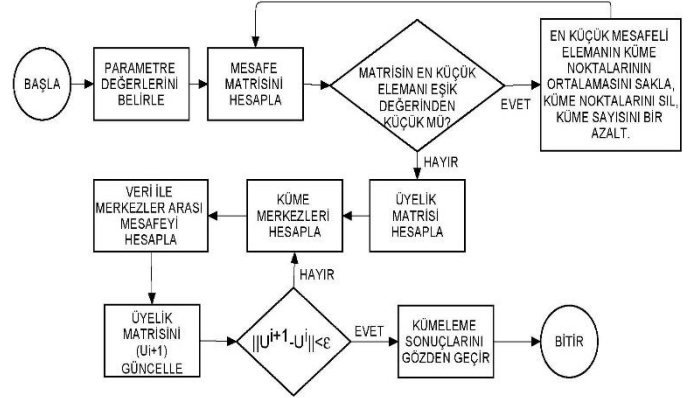 BAŞLA
PARAMETRE
DEĞERLERİNİ
BELİRLE
MESAFE
MATRİSİNİ
HESAPLA
MATRİSİN EN KÜÇÜK
ELEMANI EŞİK
DEĞERİNDEN
KÜÇÜK MÜ?
EVET
EN KÜÇÜK MESAFELİ
ELEMANIN KÜME
NOKTALARININ
ORTALAMASINI SAKLA,
KÜME NOKTALARINI SİL,
KÜME SAYISINI BİR
AZALT.
HAYIR
ÜYELİK
MATRİSİ
HESAPLA
KÜME
MERKEZLERİ
HESAPLA
VERİ İLE
MERKEZLER ARASI
MESAFEYİ
HESAPLA
ÜYELİK
MATRİSİNİ
(Ui+1)
GÜNCELLE
||Uⁱ⁺¹-Uⁱ||<ε
HAYIR
EVET
KÜMELEME
SONUÇLARINI
GÖZDEN GEÇİR
BİTİR